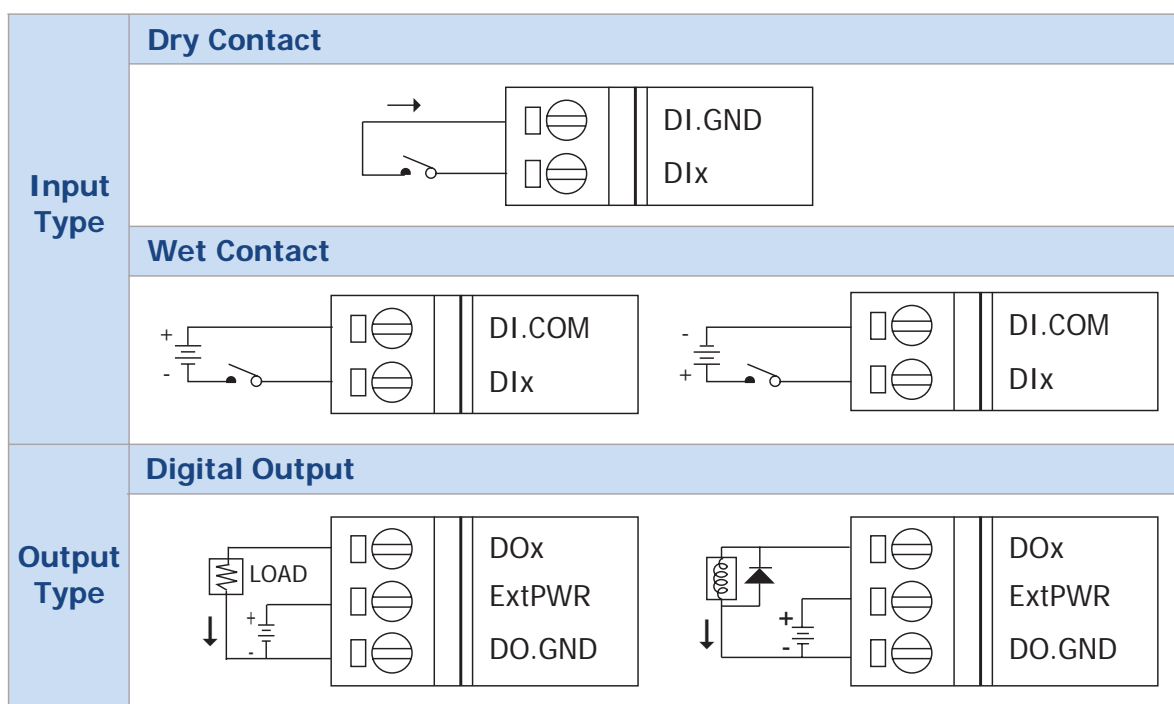 Input
Type
Dry Contact
DI.GND
DIx
Wet Contact
+
-
DI.COM
DIx
-
+
DI.COM
DIx
Output
Type
Digital Output
LOAD
+
-
DOx
ExtPWR
DO.GND
+
-
DOx
ExtPWR
DO.GND